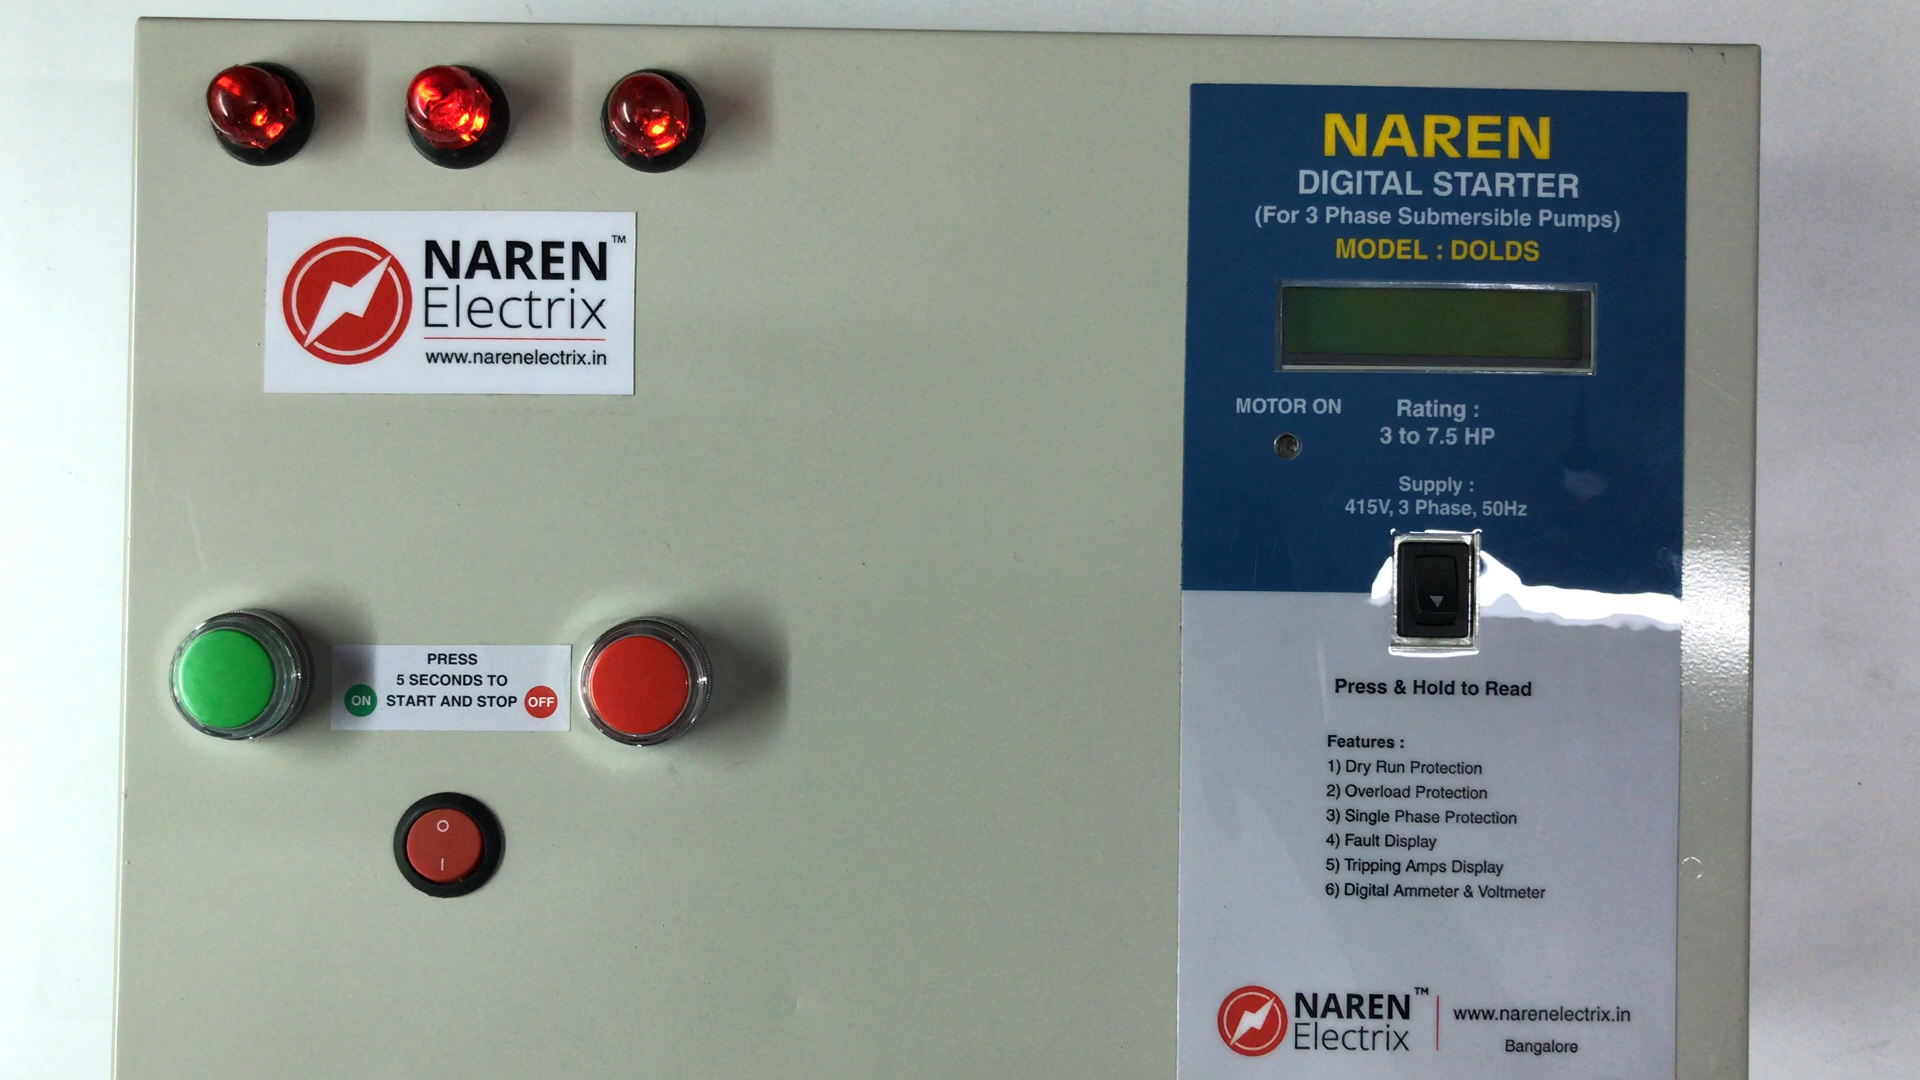 NAREN™
Electrix
www.narenelectrix.in
PRESS
5 SECONDS TO
ON START AND STOP OFF
O
I
NAREN
DIGITAL STARTER
(For 3 Phase Submersible Pumps)
MODEL : DOLDS
MOTOR ON
Rating :
3 to 7.5 HP
Supply :
415V, 3 Phase, 50Hz
Press & Hold to Read
Features :
1) Dry Run Protection
2) Overload Protection
3) Single Phase Protection
4) Fault Display
5) Tripping Amps Display
6) Digital Ammeter & Voltmeter
NAREN™
Electrix
www.narenelectrix.in
Bangalore